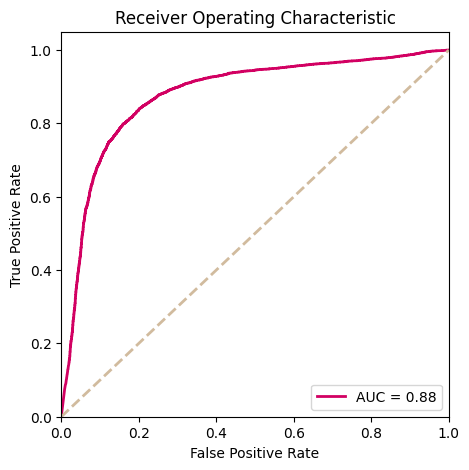 Receiver Operating Characteristic
True Positive Rate
1.0
0.8
0.6
0.4
0.2
0.0
0.0 0.2 0.4 0.6 0.8 1.0
False Positive Rate
AUC = 0.88